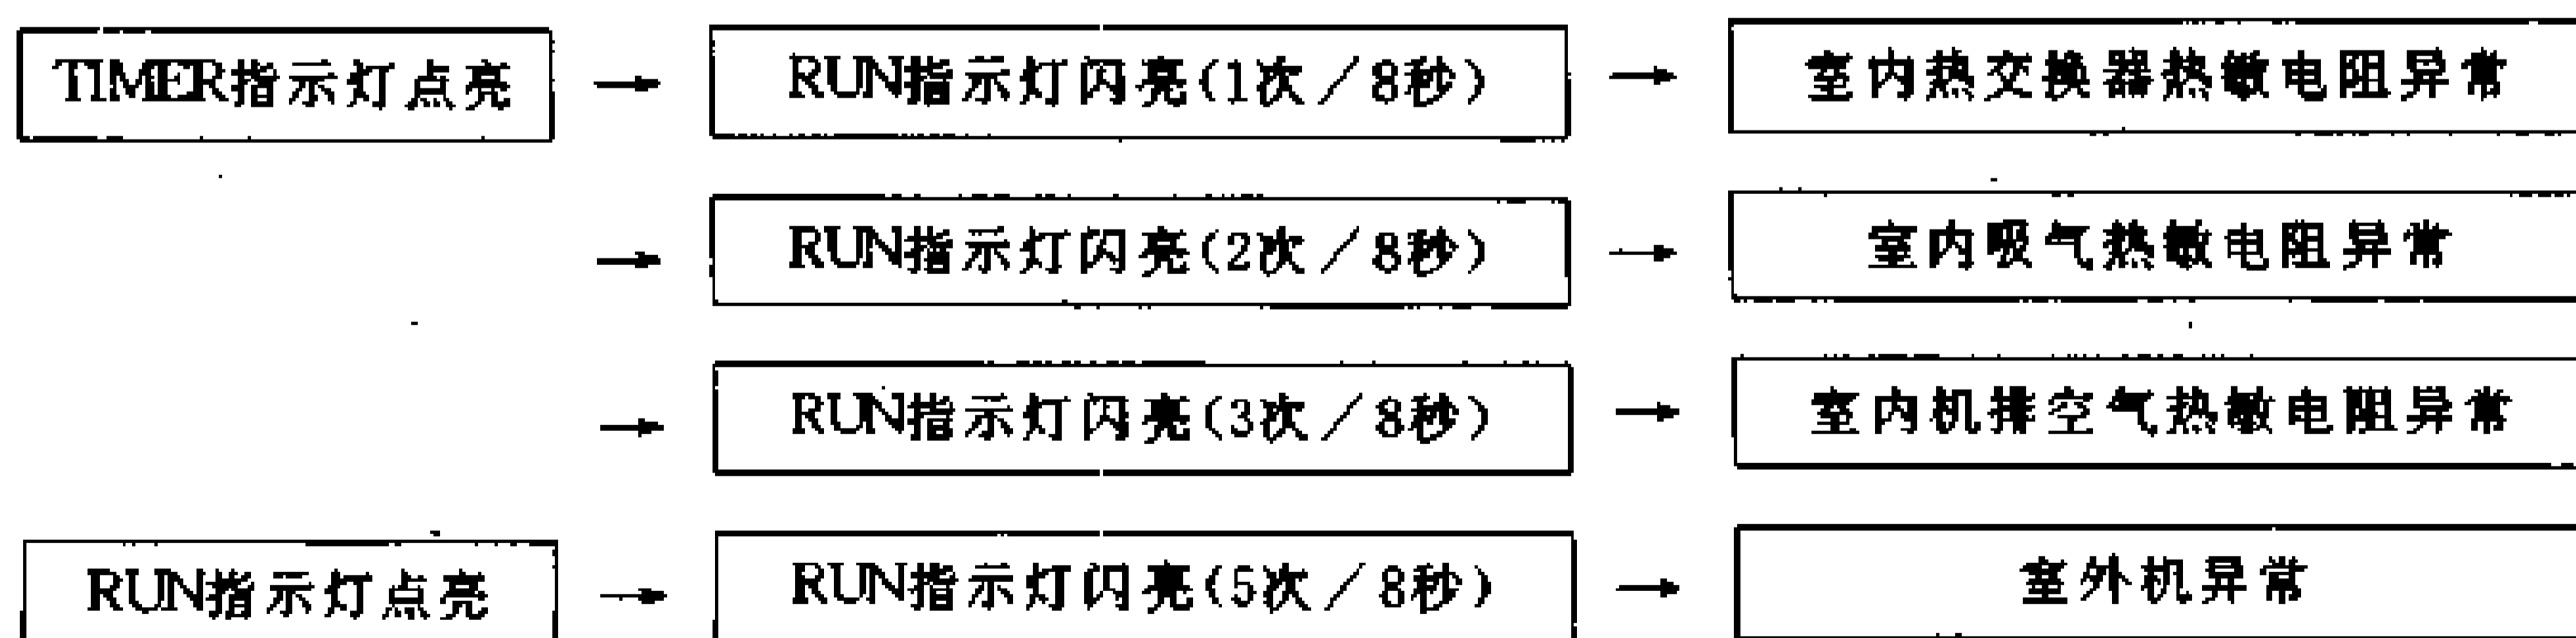 TIMER指示灯点亮 → RUN指示灯闪亮(1次/8秒) → 室内热交换器热敏电阻异常
→ RUN指示灯闪亮(2次/8秒) → 室内吸气热敏电阻异常
→ RUN指示灯闪亮(3次/8秒) → 室内机排空气热敏电阻异常
RUN指示灯点亮 → RUN指示灯闪亮(5次/8秒) → 室外机异常